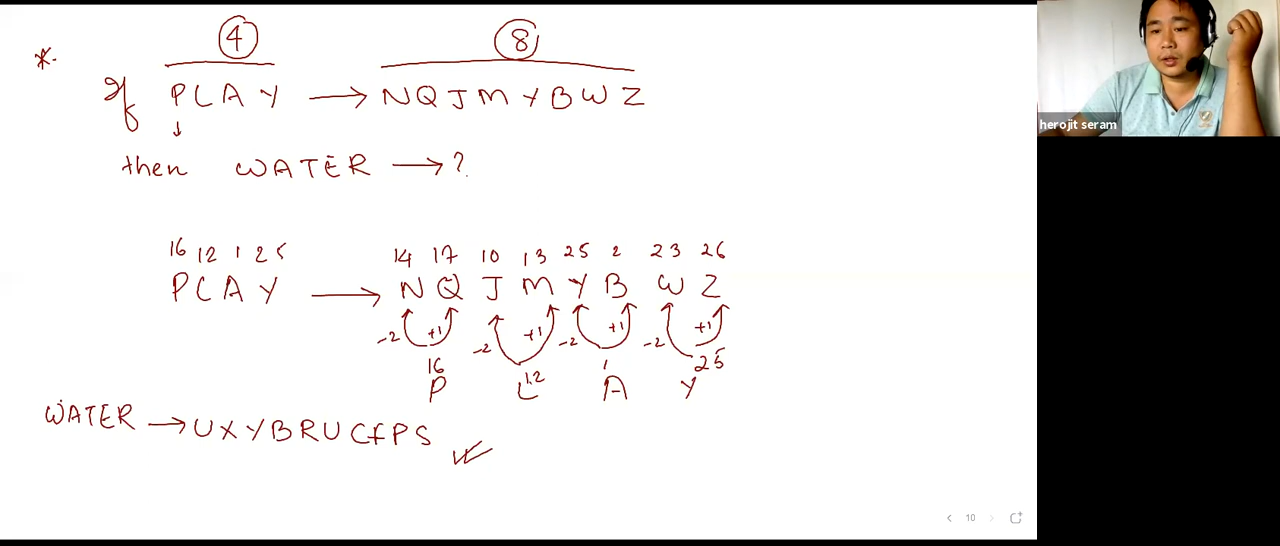 4 8
*. If PLAY → NQJMYBWZ
then WATER → ?
16 12 1 25 14 17 10 13 25 2 23 26
PLAY → N Q J M Y B W Z
-2 +1 -2 +1 -2 +1 -2 +1
16 12 1 25
P L A Y
WATER → UXYBRUCFPS
herojit seram
10